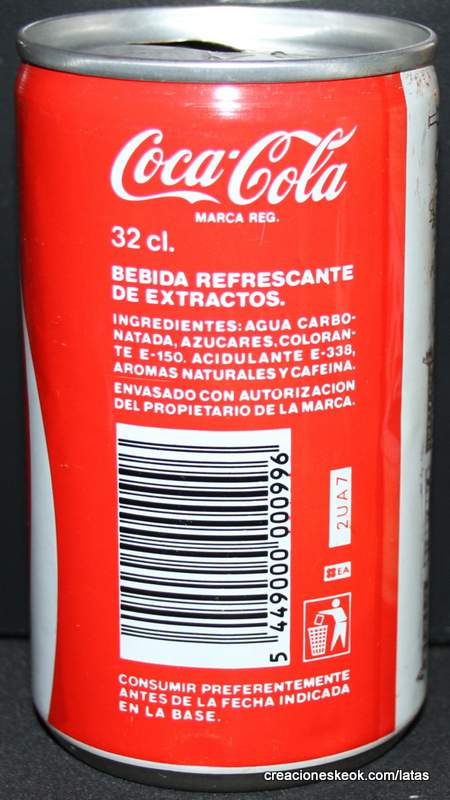 Coca-Cola
MARCA REG.
32 cl.
BEBIDA REFRESCANTE
DE EXTRACTOS.
INGREDIENTES: AGUA CARBO-
NATADA, AZUCARES, COLORAN-
TE E-150. ACIDULANTE E-338,
AROMAS NATURALES Y CAFEINA.
ENVASADO CON AUTORIZACION
DEL PROPIETARIO DE LA MARCA.
5 449000 000996
2UA7
EA
CONSUMIR PREFERENTEMENTE
ANTES DE LA FECHA INDICADA
EN LA BASE.
creacioneskeok.com/latas